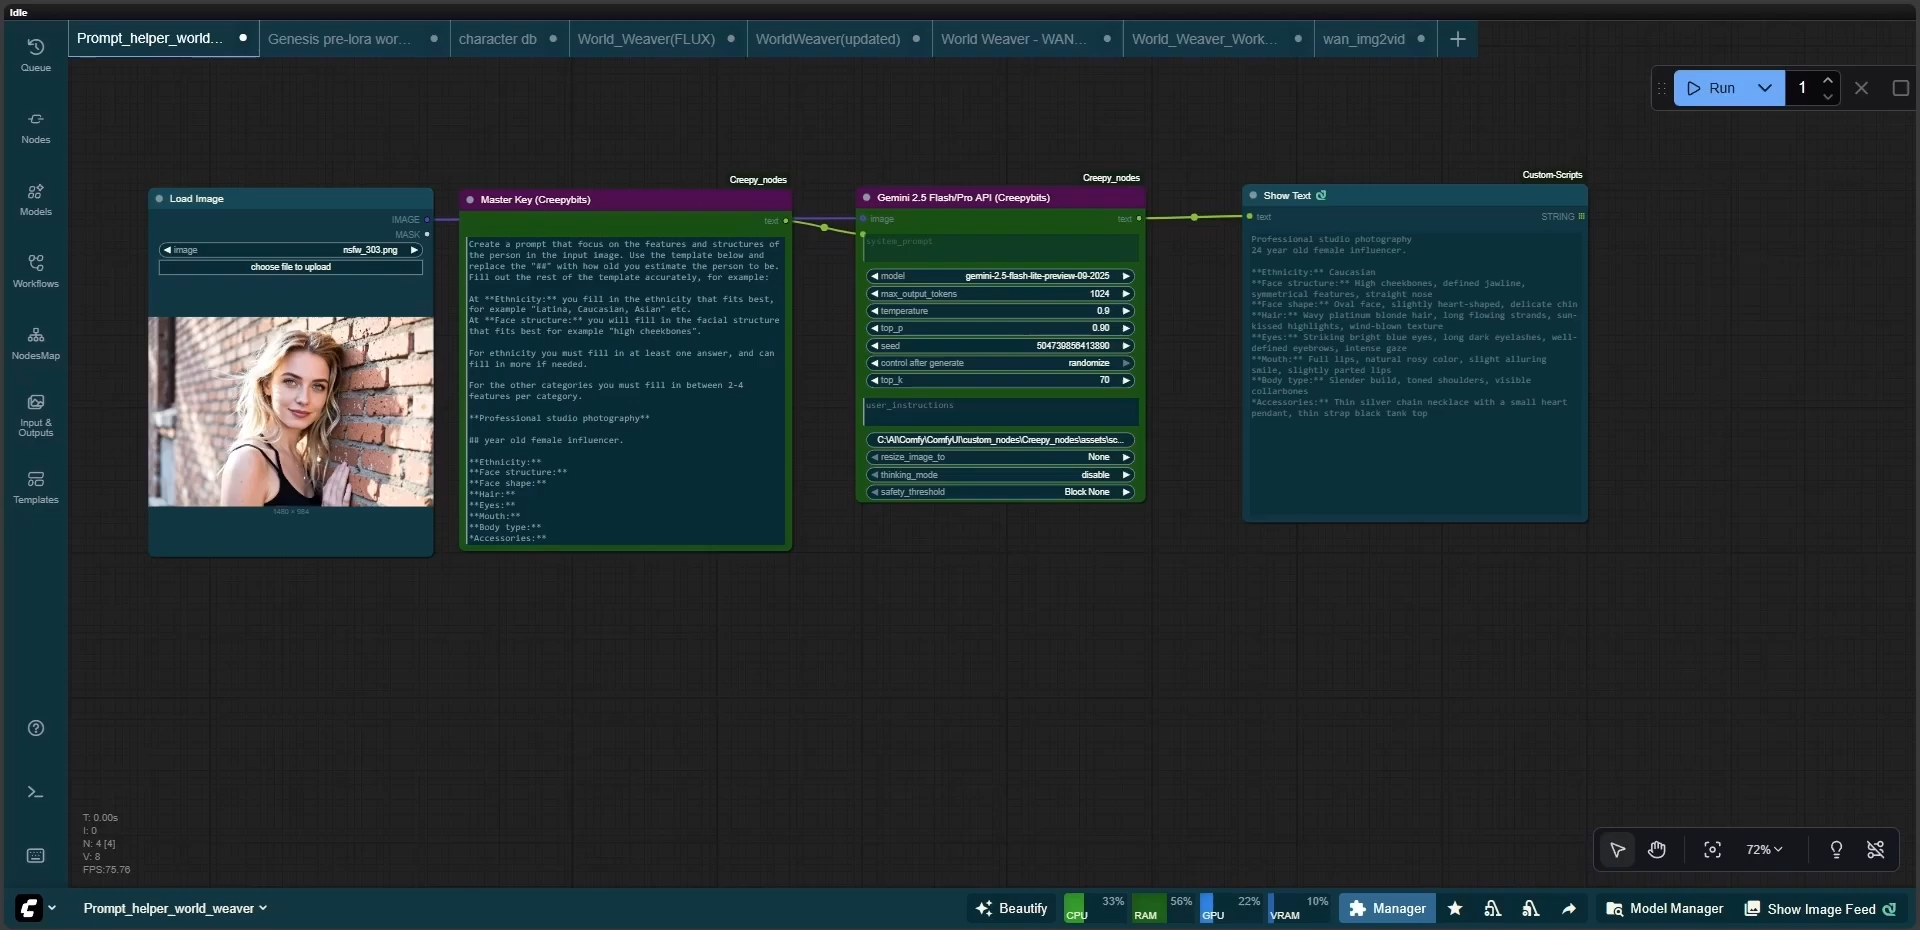 Idle
Prompt_helper_world...
Genesis pre-lora wor...
character db
World_Weaver(FLUX)
WorldWeaver(updated)
World Weaver - WAN...
World_Weaver_Work...
wan_img2vid
Queue
Nodes
Models
Workflows
NodesMap
Input &
Outputs
Templates
Run
1
Load Image
IMAGE
MASK
image nsfw_303.png
choose file to upload
1480 × 984
Creepy_nodes
Master Key (Creepybits)
text
Create a prompt that focus on the features and structures of
the person in the input image. Use the template below and
replace the "##" with how old you estimate the person to be.
Fill out the rest of the template accurately, for example:
At **Ethnicity:** you fill in the ethnicity that fits best,
for example "Latina, Caucasian, Asian" etc.
At **Face structure:** you will fill in the facial structure
that fits best for example "high cheekbones".
For ethnicity you must fill in at least one answer, and can
fill in more if needed.
For the other categories you must fill in between 2-4
features per category.
**Professional studio photography**
## year old female influencer.
**Ethnicity:**
**Face structure:**
**Face shape:**
**Hair:**
**Eyes:**
**Mouth:**
**Body type:**
*Accessories:**
Creepy_nodes
Gemini 2.5 Flash/Pro API (Creepybits)
image text
system_prompt
model gemini-2.5-flash-lite-preview-09-2025
max_output_tokens 1024
temperature 0.9
top_p 0.90
seed 504739856413890
control after generate randomize
top_k 70
user_instructions
C:\AI\Comfy\ComfyUI\custom_nodes\Creepy_nodes\assets\sc...
resize_image_to None
thinking_mode disable
safety_threshold Block None
Custom-Scripts
Show Text
text STRING
Professional studio photography
24 year old female influencer.
**Ethnicity:** Caucasian
**Face structure:** High cheekbones, defined jawline,
symmetrical features, straight nose
**Face shape:** Oval face, slightly heart-shaped, delicate chin
**Hair:** Wavy platinum blonde hair, long flowing strands, sun-
kissed highlights, wind-blown texture
**Eyes:** Striking bright blue eyes, long dark eyelashes, well-
defined eyebrows, intense gaze
**Mouth:** Full lips, natural rosy color, slight alluring
smile, slightly parted lips
**Body type:** Slender build, toned shoulders, visible
collarbones
*Accessories:** Thin silver chain necklace with a small heart
pendant, thin strap black tank top
T: 0.00s
I: 0
N: 4 [4]
V: 8
FPS:75.76
72%
Prompt_helper_world_weaver
Beautify
CPU 33%
RAM 56%
GPU 22%
VRAM 10%
Manager
Model Manager
Show Image Feed